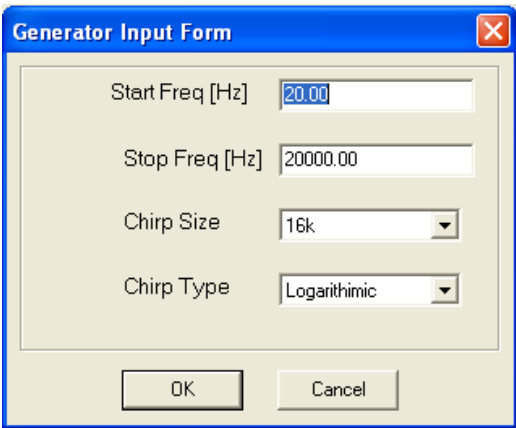 Generator Input Form
Start Freq [Hz] 20.00
Stop Freq [Hz] 20000.00
Chirp Size 16k
Chirp Type Logarithimic
OK Cancel